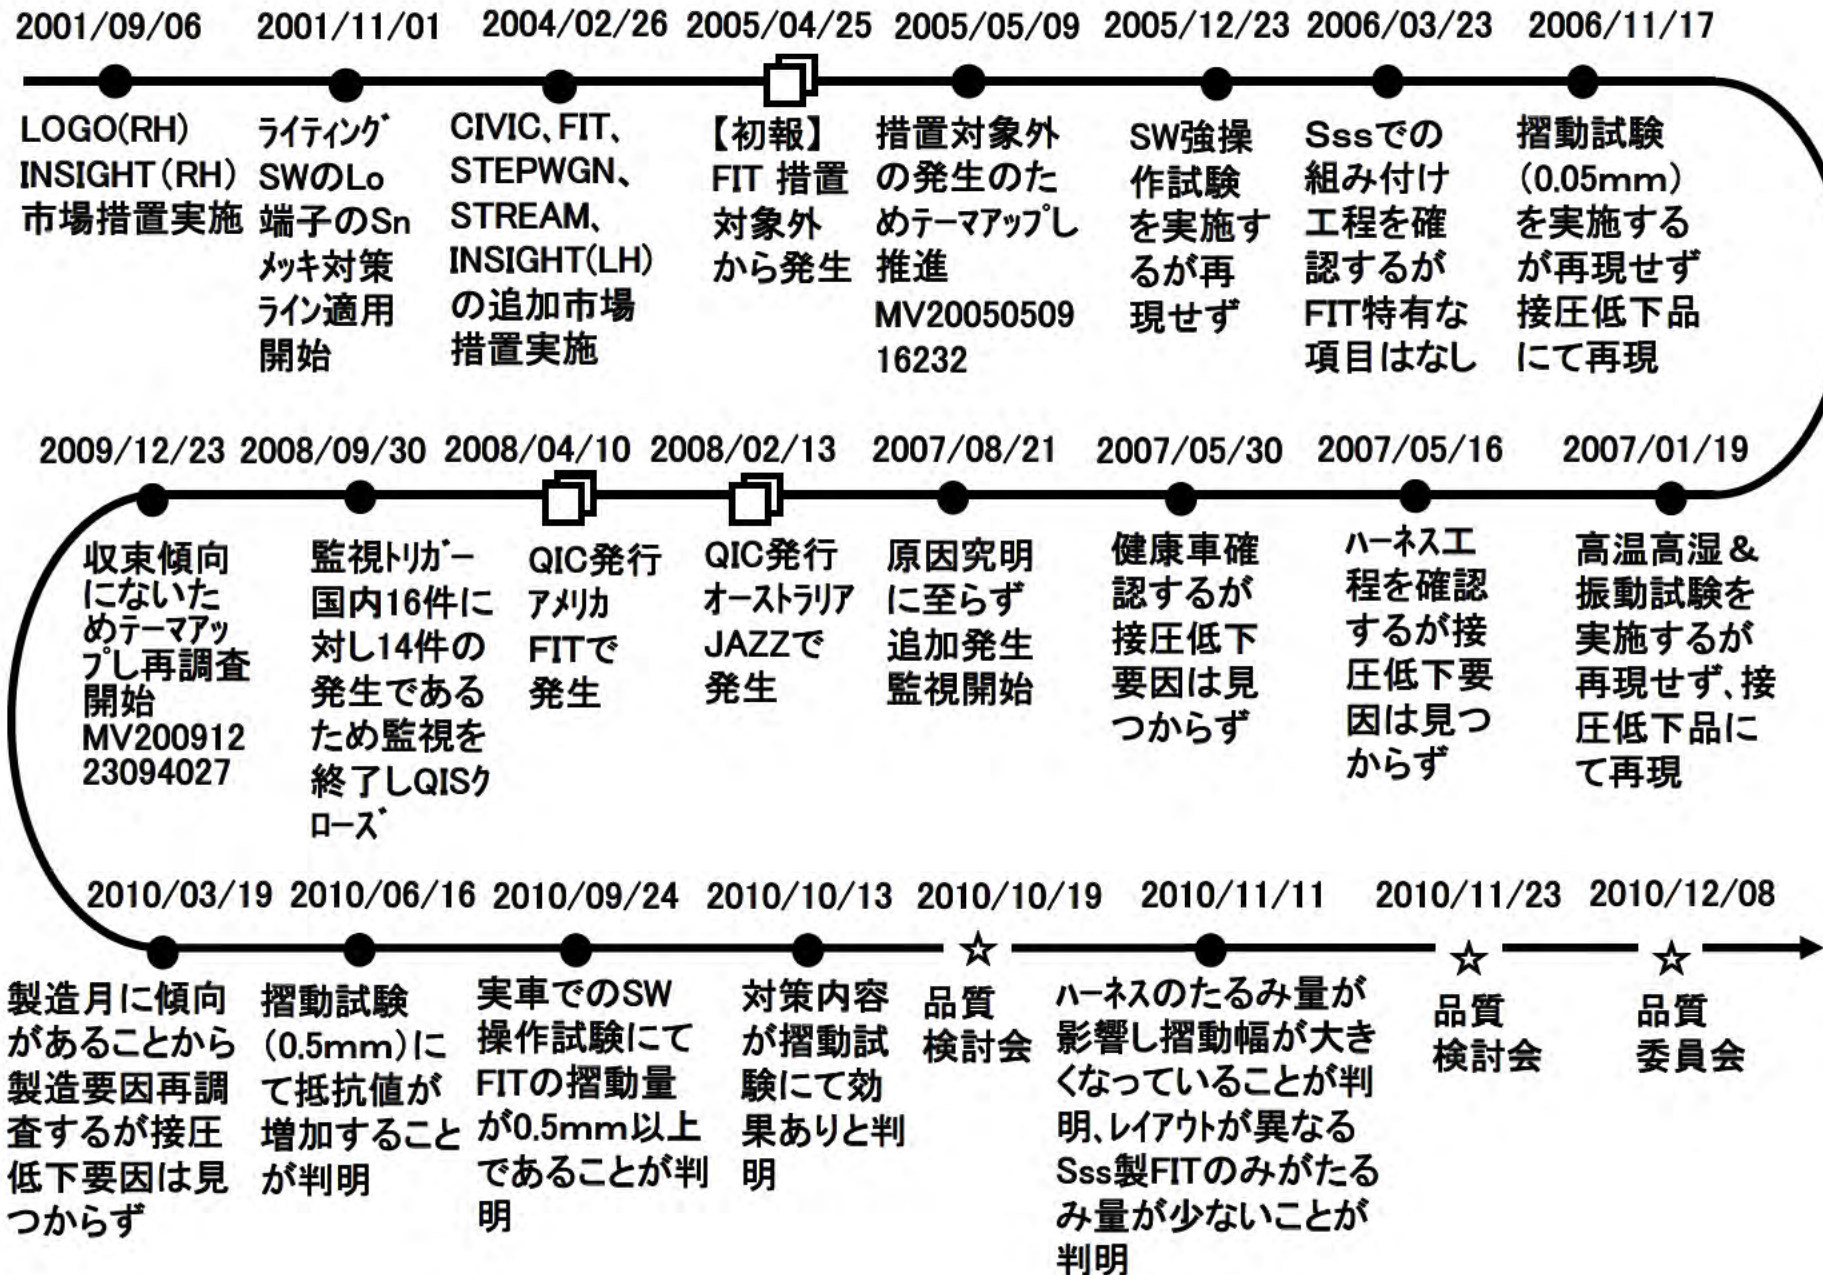 2001/09/06
LOGO(RH)
INSIGHT(RH)
市場措置実施
2001/11/01
ﾗｲﾃｨﾝｸﾞ
SWのLo
端子のSn
ﾒｯｷ対策
ﾗｲﾝ適用
開始
2004/02/26
CIVIC、FIT、
STEPWGN、
STREAM、
INSIGHT(LH)
の追加市場
措置実施
2005/04/25
【初報】
FIT 措置
対象外
から発生
2005/05/09
措置対象外
の発生のた
めﾃｰﾏｱｯﾌﾟし
推進
MV20050509
16232
2005/12/23
SW強操
作試験
を実施す
るが再
現せず
2006/03/23
Sssでの
組み付け
工程を確
認するが
FIT特有な
項目はなし
2006/11/17
摺動試験
(0.05mm)
を実施する
が再現せず
接圧低下品
にて再現
2007/01/19
高温高湿＆
振動試験を
実施するが
再現せず、接
圧低下品に
て再現
2007/05/16
ﾊｰﾈｽ工
程を確認
するが接
圧低下要
因は見つ
からず
2007/05/30
健康車確
認するが
接圧低下
要因は見
つからず
2007/08/21
原因究明
に至らず
追加発生
監視開始
2008/02/13
QIC発行
ｵｰｽﾄﾗﾘｱ
JAZZで
発生
2008/04/10
QIC発行
ｱﾒﾘｶ
FITで
発生
2008/09/30
監視ﾄﾘｶﾞｰ
国内16件に
対し14件の
発生である
ため監視を
終了しQISｸ
ﾛｰｽﾞ
2009/12/23
収束傾向
にないた
めﾃｰﾏｱｯ
ﾌﾟし再調査
開始
MV200912
23094027
2010/03/19
製造月に傾向
があることから
製造要因再調
査するが接圧
低下要因は見
つからず
2010/06/16
摺動試験
(0.5mm)に
て抵抗値が
増加すること
が判明
2010/09/24
実車でのSW
操作試験にて
FITの摺動量
が0.5mm以上
であることが判
明
2010/10/13
対策内容
が摺動試
験にて効
果ありと判
明
2010/10/19
品質
検討会
2010/11/11
ﾊｰﾈｽのたるみ量が
影響し摺動幅が大き
くなっていることが判
明、ﾚｲｱｳﾄが異なる
Sss製FITのみがたる
み量が少ないことが
判明
2010/11/23
品質
検討会
2010/12/08
品質
委員会